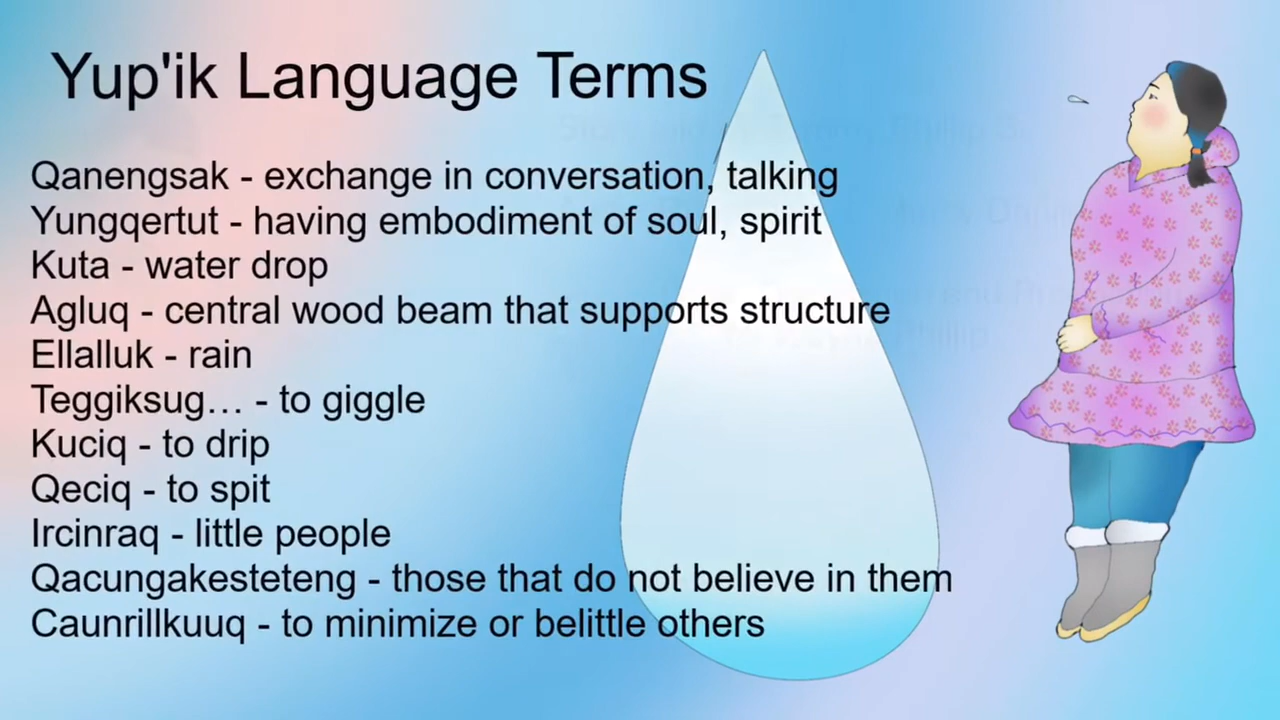 Yup'ik Language Terms
Qanengsak - exchange in conversation, talking
Yungqertut - having embodiment of soul, spirit
Kuta - water drop
Agluq - central wood beam that supports structure
Ellalluk - rain
Teggiksug… - to giggle
Kuciq - to drip
Qeciq - to spit
Ircinraq - little people
Qacungakesteteng - those that do not believe in them
Caunrillkuuq - to minimize or belittle others